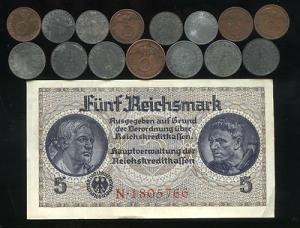 Fünf Reichsmark
Ausgegeben auf Grund
der Verordnung über
Reichskreditkassen
Hauptverwaltung der
Reichskreditkassen
5
N·1805766
5